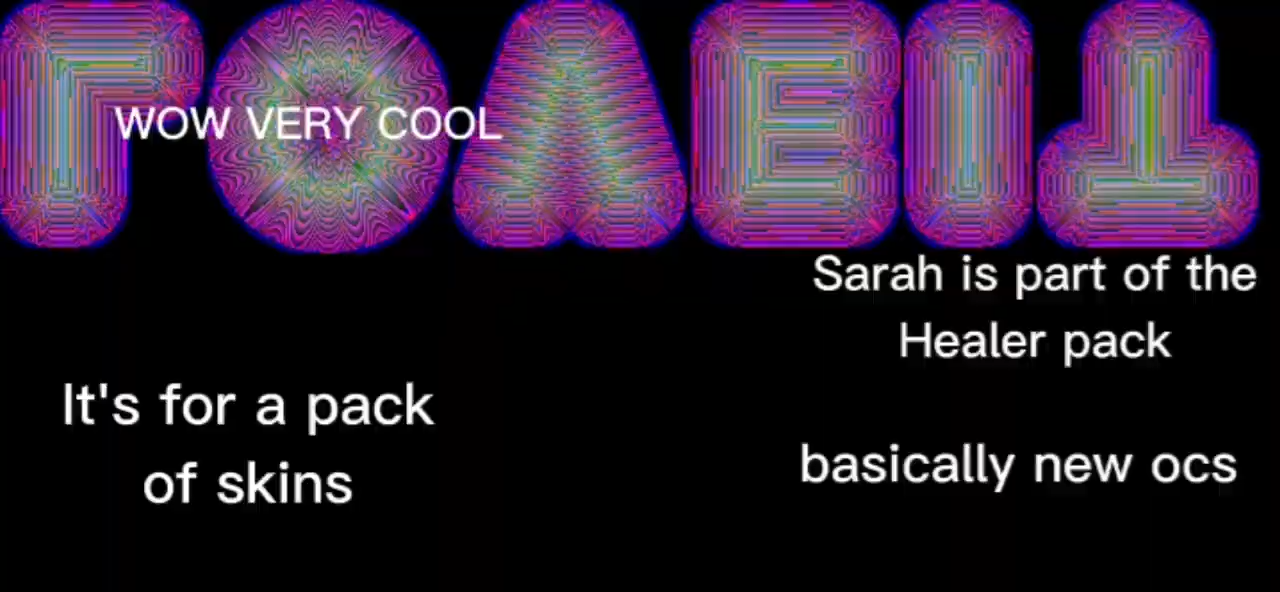 WOW VERY COOL
Sarah is part of the
Healer pack
It's for a pack
of skins
basically new ocs